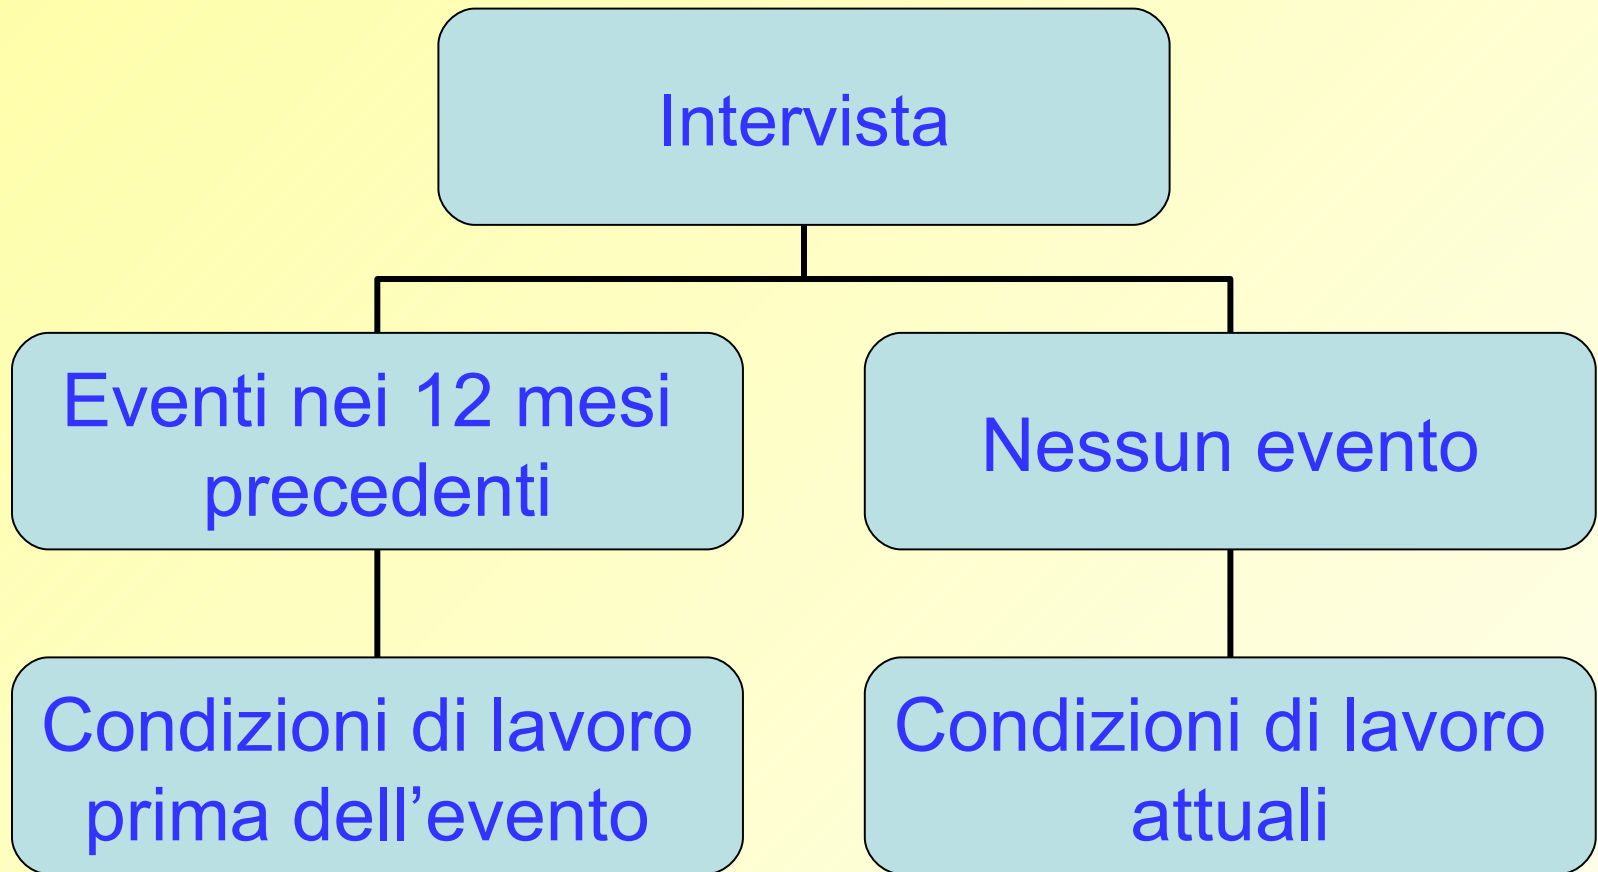 Intervista
Eventi nei 12 mesi
precedenti
Nessun evento
Condizioni di lavoro
prima dell’evento
Condizioni di lavoro
attuali